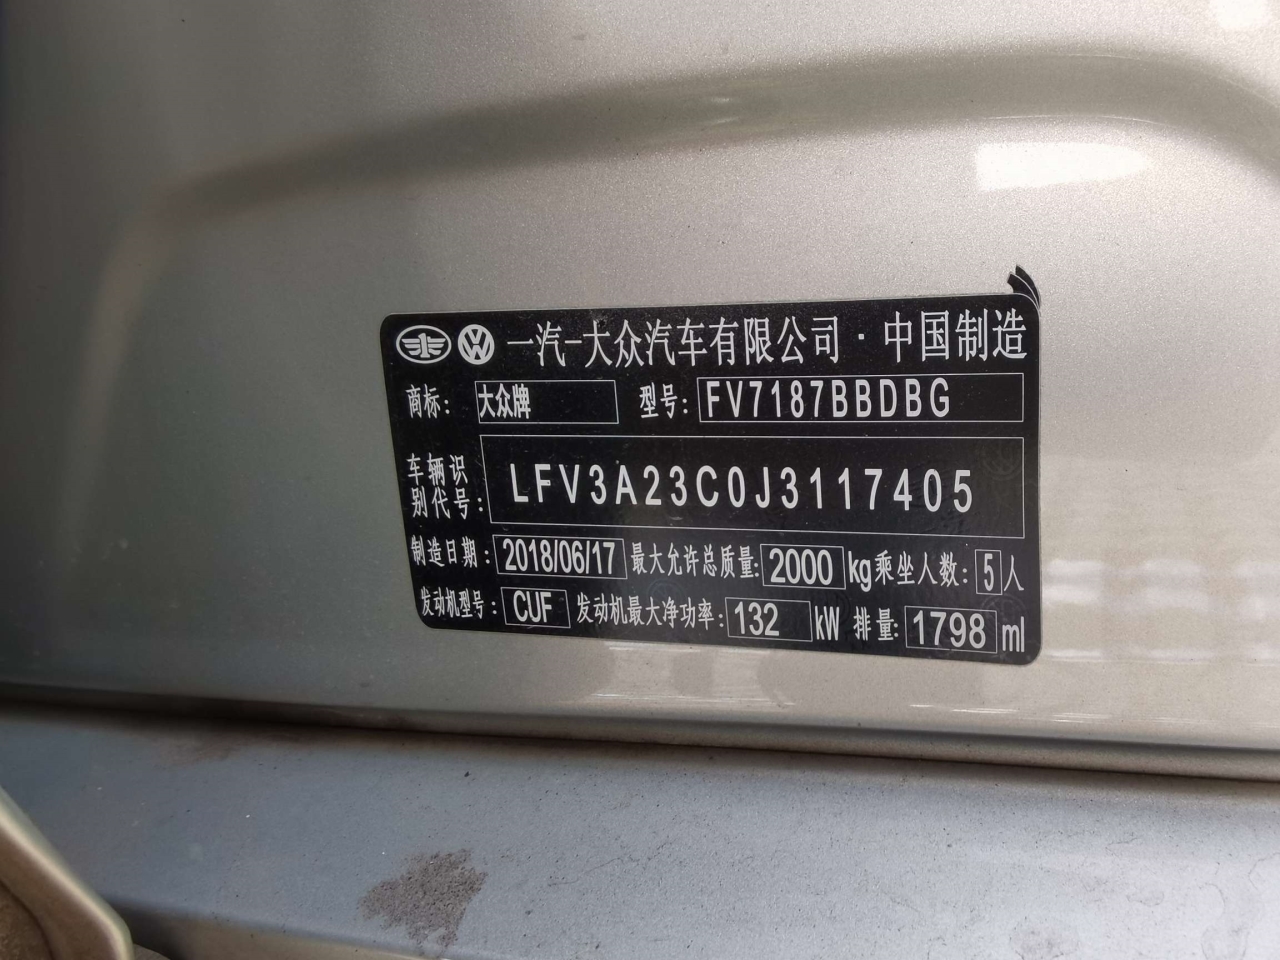 一汽-大众汽车有限公司·中国制造
商标: 大众牌 型号: FV7187BBDBG
车辆识别代号: LFV3A23C0J3117405
制造日期: 2018/06/17 最大允许总质量: 2000 kg 乘坐人数: 5 人
发动机型号: CUF 发动机最大净功率: 132 kW 排量: 1798 ml